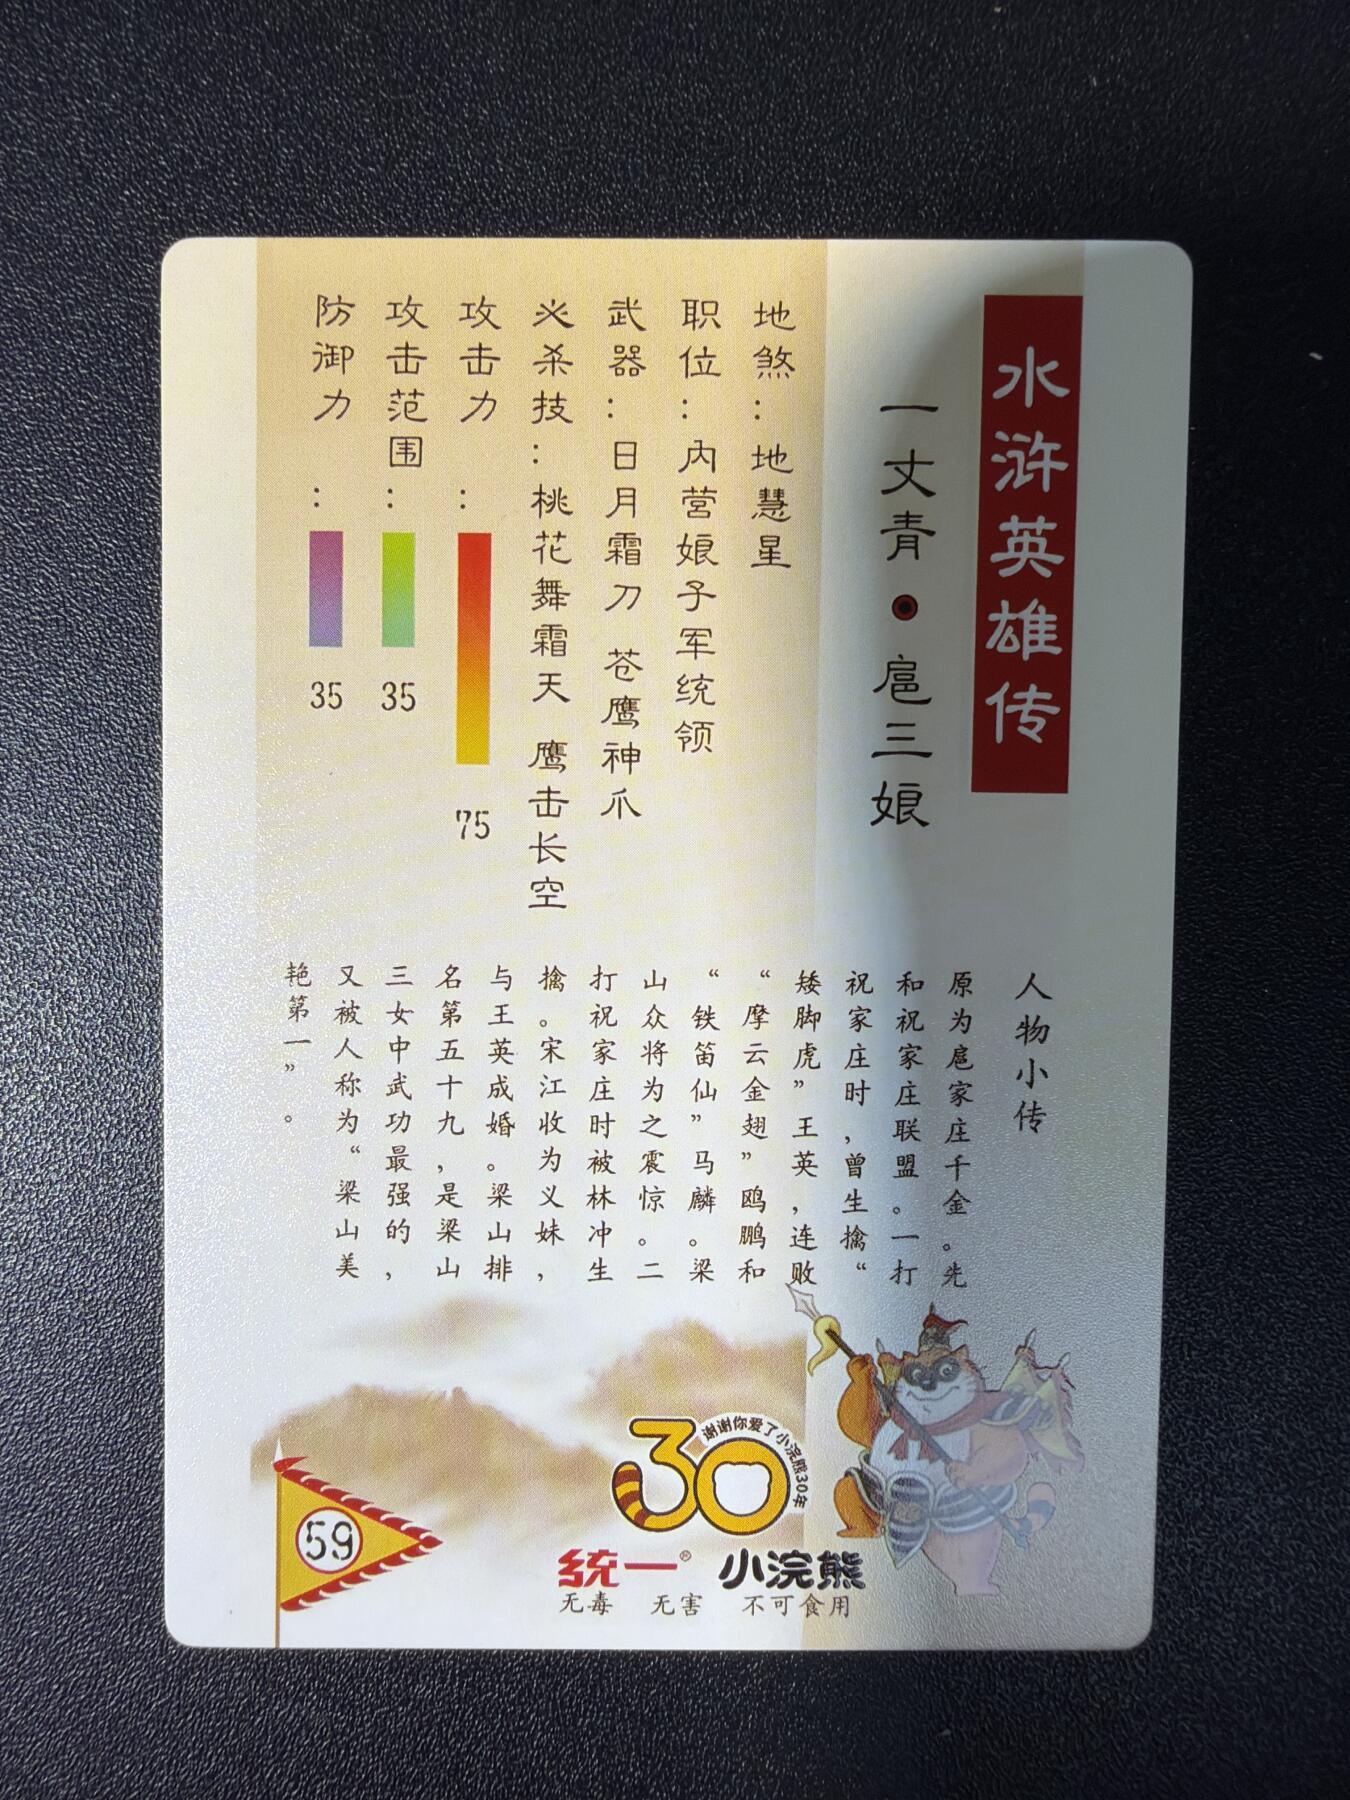 水浒英雄传
一丈青●扈三娘
地煞：地慧星
职位：内营娘子军统领
武器：日月霜刀 苍鹰神爪
必杀技：桃花舞霜天 鹰击长空
攻击力：75
攻击范围：35
防御力：35
人物小传
原为扈家庄千金。先
和祝家庄联盟。一打
祝家庄时，曾生擒“
矮脚虎”王英，连败
“摩云金翅”鸥鹏和
“铁笛仙”马麟。梁
山众将为之震惊。二
打祝家庄时被林冲生
擒。宋江收为义妹，
与王英成婚。梁山排
名第五十九，是梁山
三女中武功最强的，
又被人称为“梁山美
艳第一”。
30
谢谢你爱了小浣熊30年
统一® 小浣熊
无毒 无害 不可食用
59